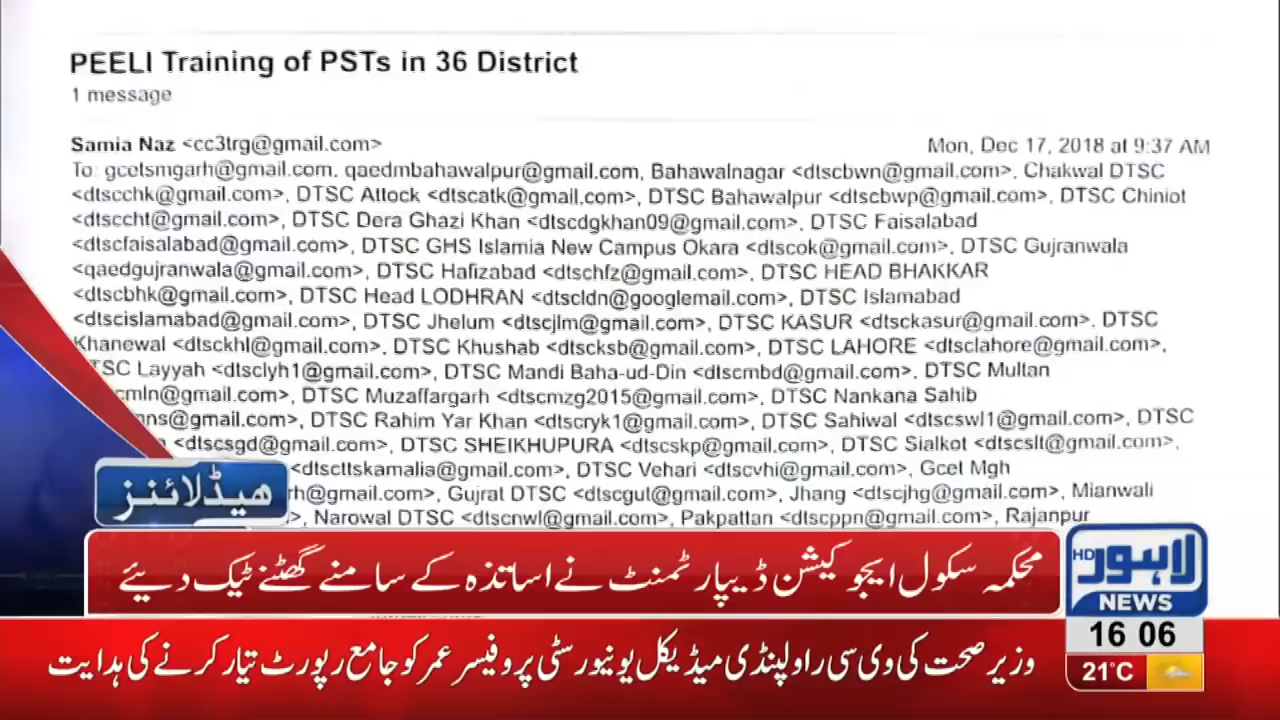 PEELI Training of PSTs in 36 District
1 message
Samia Naz <cc3trg@gmail.com>
Mon, Dec 17, 2018 at 9:37 AM
To: gcetsmgarh@gmail.com, qaedmbahawalpur@gmail.com, Bahawalnagar <dtscbwn@gmail.com>, Chakwal DTSC
<dtscchk@gmail.com>, DTSC Attock <dtscatk@gmail.com>, DTSC Bahawalpur <dtscbwp@gmail.com>, DTSC Chiniot
<dtsccht@gmail.com>, DTSC Dera Ghazi Khan <dtscdgkhan09@gmail.com>, DTSC Faisalabad
<dtscfaisalabad@gmail.com>, DTSC GHS Islamia New Campus Okara <dtscok@gmail.com>, DTSC Gujranwala
<qaedgujranwala@gmail.com>, DTSC Hafizabad <dtschfz@gmail.com>, DTSC HEAD BHAKKAR
<dtscbhk@gmail.com>, DTSC Head LODHRAN <dtscldn@googlemail.com>, DTSC Islamabad
<dtscislamabad@gmail.com>, DTSC Jhelum <dtscjlm@gmail.com>, DTSC KASUR <dtsckasur@gmail.com>, DTSC
Khanewal <dtsckhl@gmail.com>, DTSC Khushab <dtscksb@gmail.com>, DTSC LAHORE <dtsclahore@gmail.com>,
Layyah <dtsclyh1@gmail.com>, DTSC Mandi Baha-ud-Din <dtscmbd@gmail.com>, DTSC Multan
cmln@gmail.com>, DTSC Muzaffargarh <dtscmzg2015@gmail.com>, DTSC Nankana Sahib
nns@gmail.com>, DTSC Rahim Yar Khan <dtscryk1@gmail.com>, DTSC Sahiwal <dtscswl1@gmail.com>, DTSC
<dtscsgd@gmail.com>, DTSC SHEIKHUPURA <dtscskp@gmail.com>, DTSC Sialkot <dtscslt@gmail.com>,
<dtscttskamalia@gmail.com>, DTSC Vehari <dtscvhi@gmail.com>, Gcet Mgh
rh@gmail.com>, Gujrat DTSC <dtscgut@gmail.com>, Jhang <dtscjhg@gmail.com>, Mianwali
>, Narowal DTSC <dtscnwl@gmail.com>, Pakpattan <dtscppn@gmail.com>, Rajanpur
ہیڈلائنز
محکمہ سکول ایجوکیشن ڈیپارٹمنٹ نے اساتذہ کے سامنے گھٹنے ٹیک دیئے
HD لاہور
NEWS
16 06
21°C
وزیر صحت کی وی سی راولپنڈی میڈیکل یونیورسٹی پروفیسر عمر کو جامع رپورٹ تیار کرنے کی ہدایت